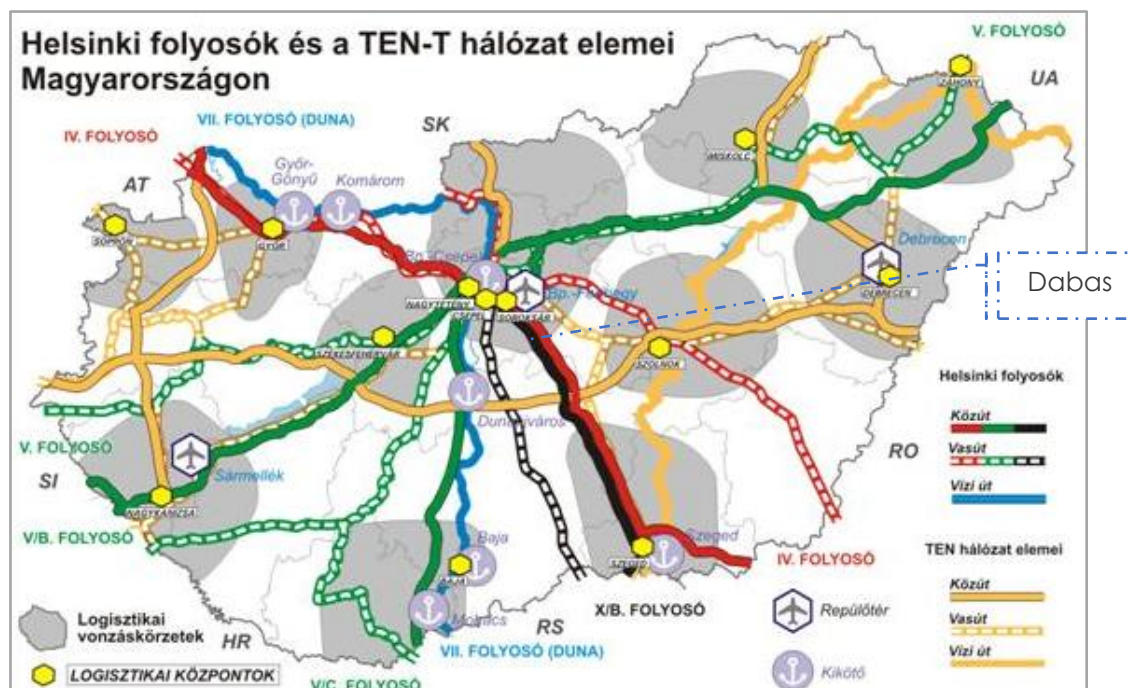 Helsinki folyosók és a TEN-T hálózat elemei
Magyarországon
V. FOLYOSÓ
UA
ZÁHONY
VII. FOLYOSÓ (DUNA)
SK
IV. FOLYOSÓ
MISKOLC
AT
Győr-
Gönyű
Komárom
SOPRON
GYŐR
Debrecen
DEBRECEN
Dabas
Bp.-Csepel
Bp.-Ferihegy
NAGYTÉTÉNY
CSEPEL
SOROKSÁR
SZÉKESFEHÉRVÁR
SZOLNOK
Helsinki folyosók
Dunaújváros
Közút
V. FOLYOSÓ
RO
Vasút
SI
Sármellék
Vízi út
NAGYKANIZSA
V/B. FOLYOSÓ
Szeged
SZEGED
IV. FOLYOSÓ
TEN hálózat elemei
Baja
BAJA
X/B. FOLYOSÓ
Közút
Mohács
Repülőtér
Logisztikai
vonzáskörzetek
HR
RS
Vasút
VII. FOLYOSÓ (DUNA)
Vízi út
LOGISZTIKAI KÖZPONTOK
V/C. FOLYOSÓ
Kikötő